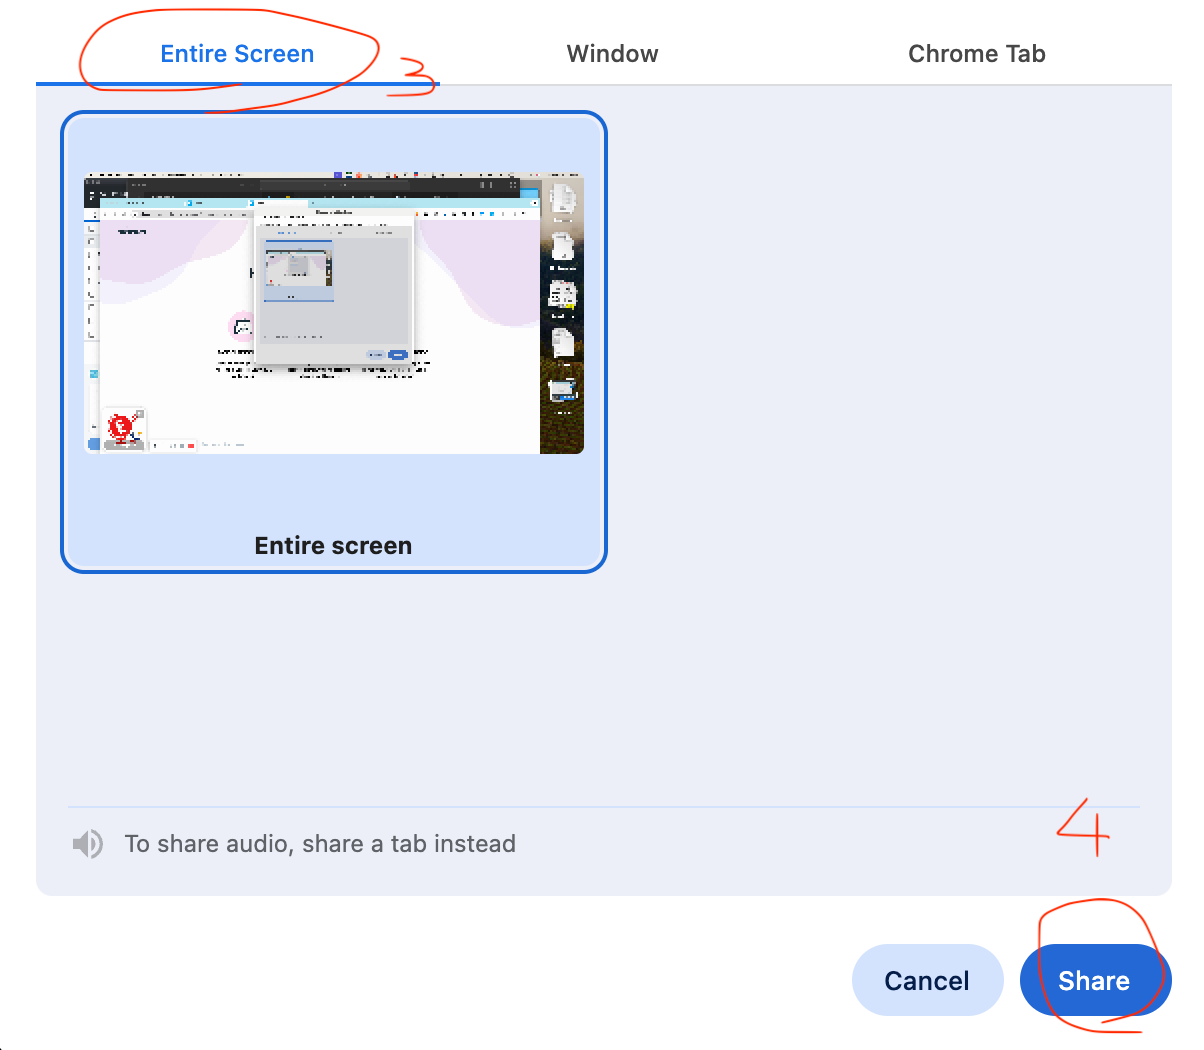 Entire Screen Window Chrome Tab
3
Entire screen
To share audio, share a tab instead
4
Cancel Share